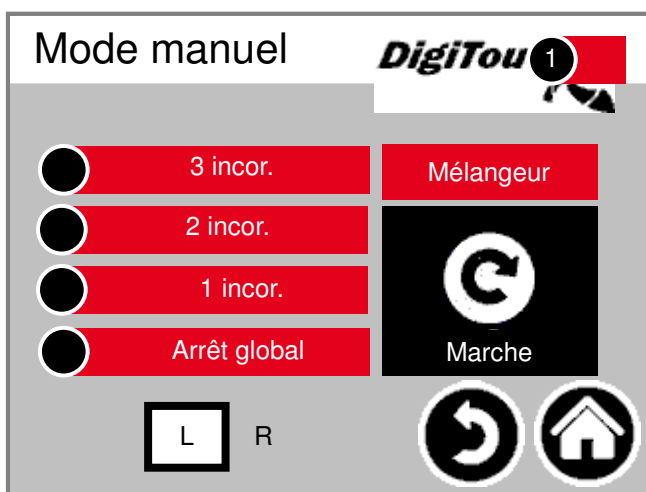 Mode manuel
DigiTou
1
3 incor.
Mélangeur
2 incor.
1 incor.
Arrêt global
Marche
L R